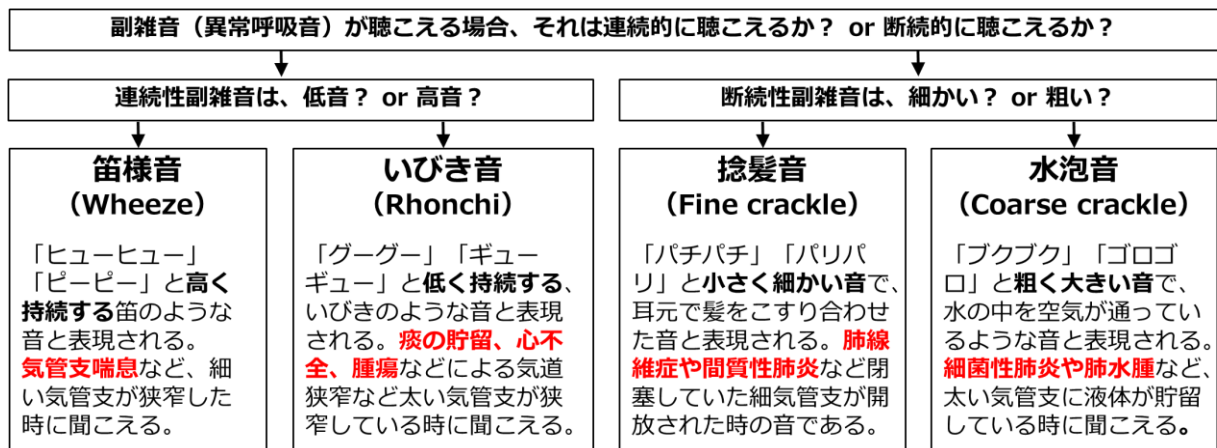 副雑音（異常呼吸音）が聴こえる場合、それは連続的に聴こえるか？ or 断続的に聴こえるか？
連続性副雑音は、低音？ or 高音？
断続性副雑音は、細かい？ or 粗い？
笛様音
（Wheeze）
「ヒューヒュー」
「ピーピー」と高く
持続する笛のような
音と表現される。
気管支喘息など、細
い気管支が狭窄した
時に聞こえる。
いびき音
（Rhonchi）
「グーグー」「ギュー
ギュー」と低く持続する、
いびきのような音と表現
される。痰の貯留、心不
全、腫瘍などによる気道
狭窄など太い気管支が狭
窄している時に聞こえる。
捻髪音
（Fine crackle）
「パチパチ」「パリパ
リ」と小さく細かい音で、
耳元で髪をこすり合わせ
た音と表現される。肺線
維症や間質性肺炎など閉
塞していた細気管支が開
放された時の音である。
水泡音
（Coarse crackle）
「ブクブク」「ゴロゴ
ロ」と粗く大きい音で、
水の中を空気が通ってい
るような音と表現される。
細菌性肺炎や肺水腫など、
太い気管支に液体が貯留
している時に聞こえる。